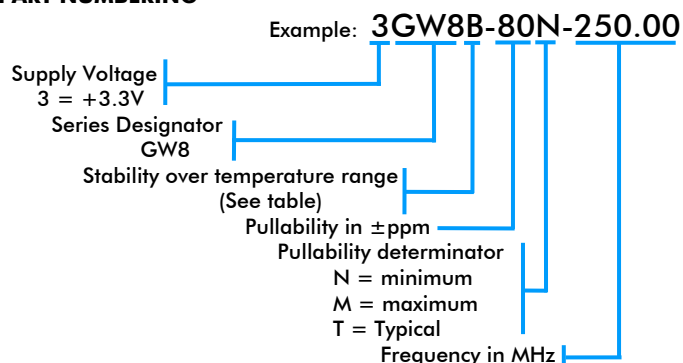 PART NUMBERING
Example: 3GW8B-80N-250.00
Supply Voltage
3 = +3.3V
Series Designator
GW8
Stability over temperature range
(See table)
Pullability in ±ppm
Pullability determinator
N = minimum
M = maximum
T = Typical
Frequency in MHz